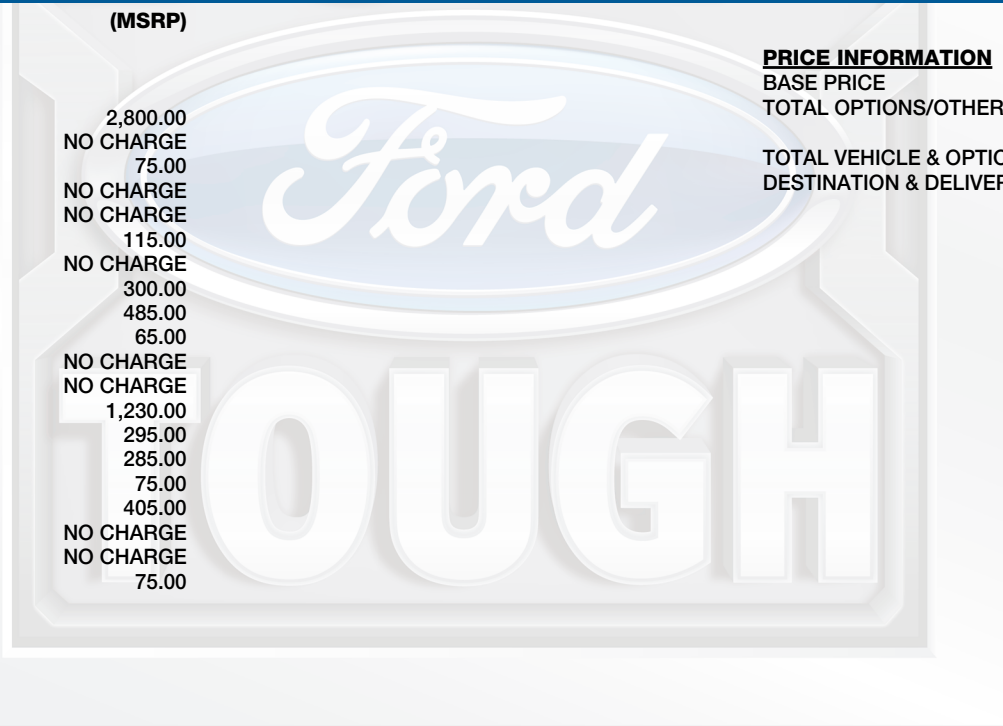 (MSRP)
2,800.00
NO CHARGE
75.00
NO CHARGE
NO CHARGE
115.00
NO CHARGE
300.00
485.00
65.00
NO CHARGE
NO CHARGE
1,230.00
295.00
285.00
75.00
405.00
NO CHARGE
NO CHARGE
75.00
PRICE INFORMATION
BASE PRICE
TOTAL OPTIONS/OTHER
TOTAL VEHICLE & OPTIO
DESTINATION & DELIVER
Ford
TOUGH